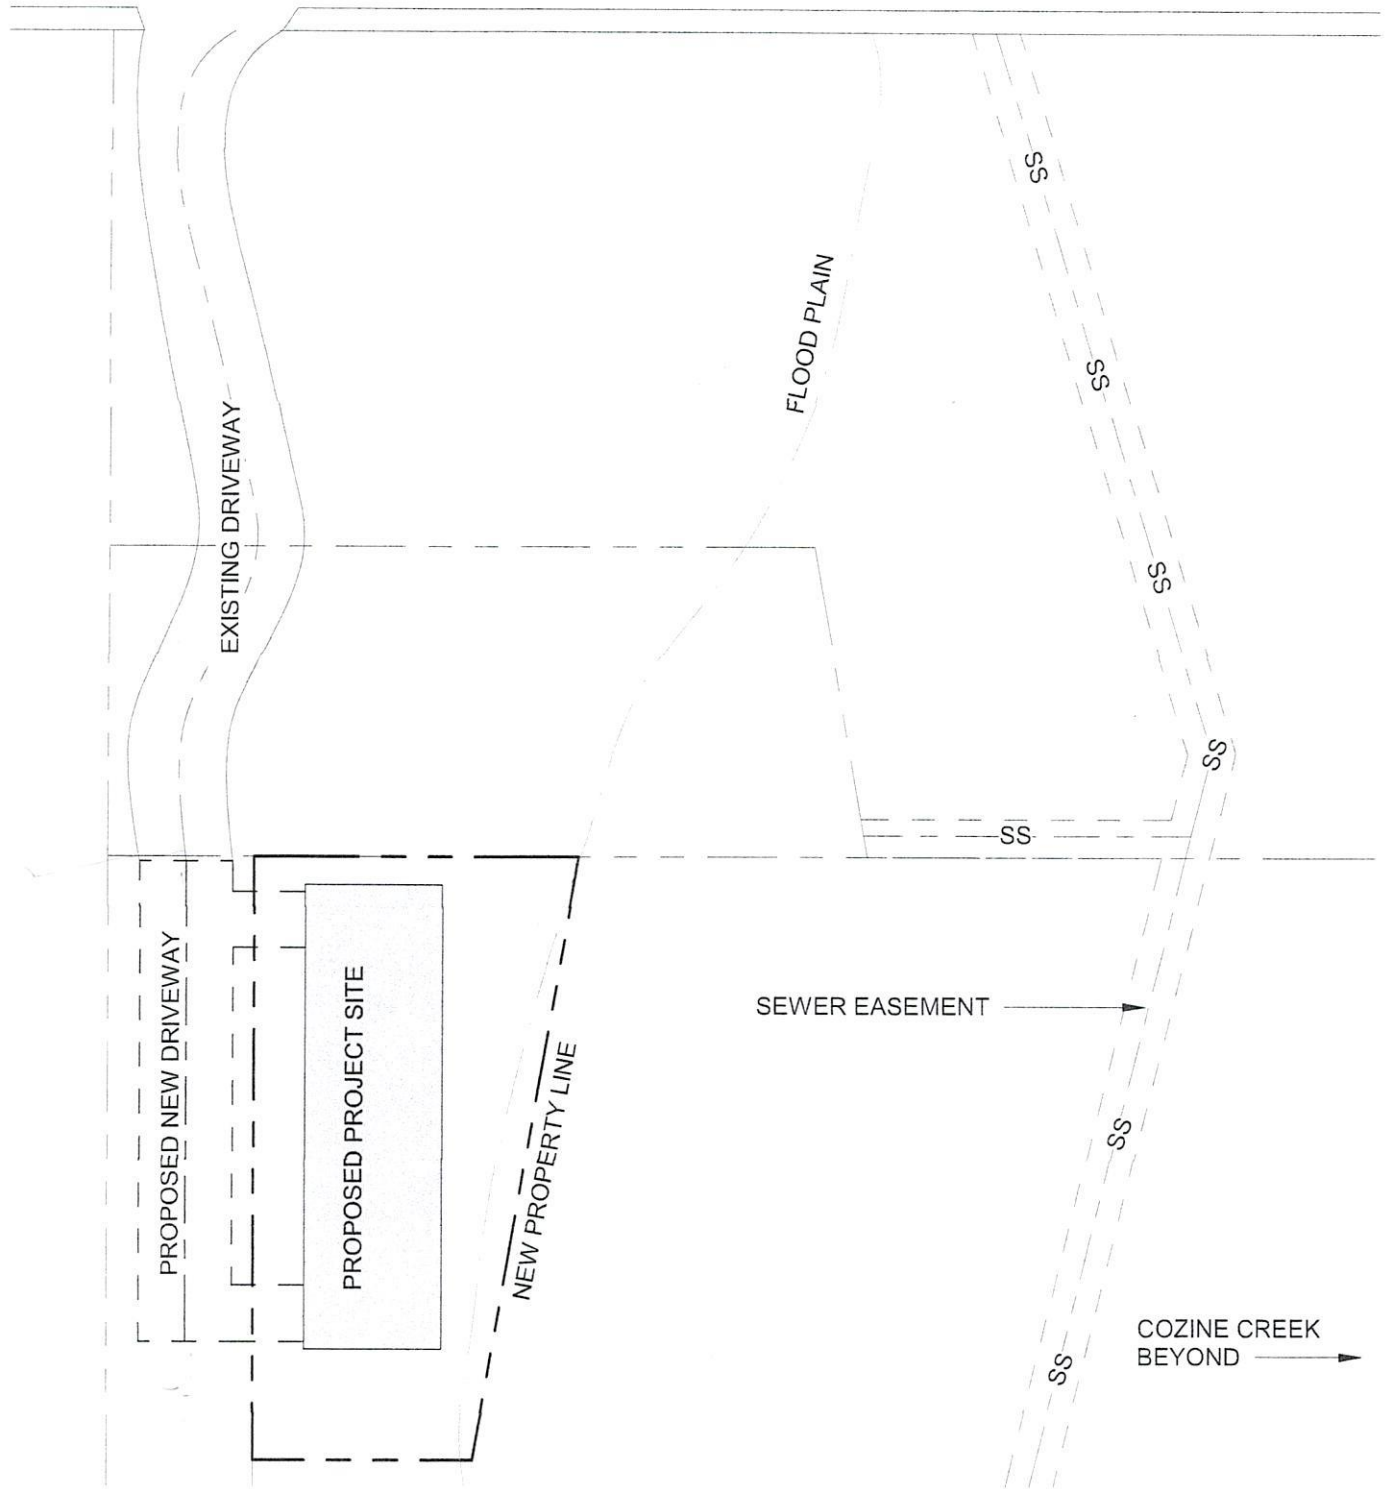 SS
FLOOD PLAIN
SS
EXISTING DRIVEWAY
SS
SS
SS
PROPOSED NEW DRIVEWAY
PROPOSED PROJECT SITE
NEW PROPERTY LINE
SEWER EASEMENT
SS
COZINE CREEK
BEYOND
SS